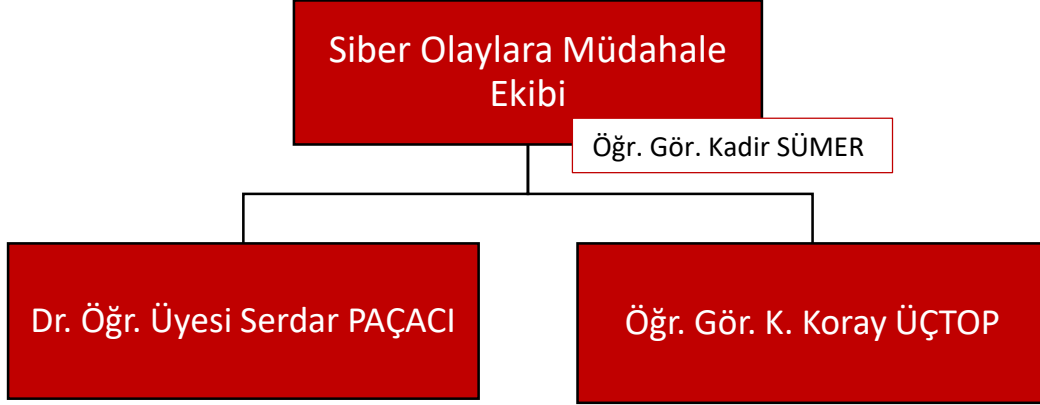 Siber Olaylara Müdahale
Ekibi
Öğr. Gör. Kadir SÜMER
Dr. Öğr. Üyesi Serdar PAÇACI
Öğr. Gör. K. Koray ÜÇTOP